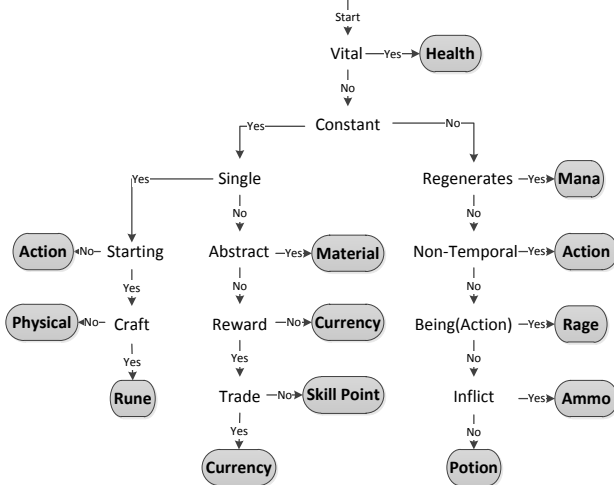 Start
Vital Yes Health
No
Constant
Yes No
Yes Single Regenerates Yes Mana
No No
Action No Starting Abstract Yes Material Non-Temporal Yes Action
Yes No No
Physical No Craft Reward No Currency Being(Action) Yes Rage
Yes Yes No
Rune Trade No Skill Point Inflict Yes Ammo
Yes No
Currency Potion